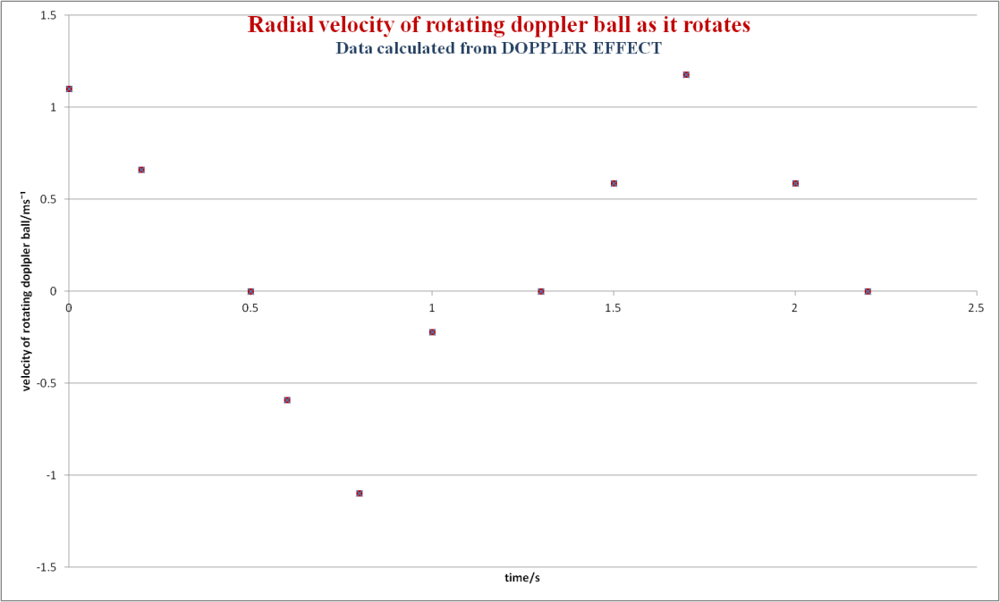 Radial velocity of rotating doppler ball as it rotates
Data calculated from DOPPLER EFFECT
1.5
1
0.5
0
-0.5
-1
-1.5
velocity of rotating doplpler ball/ms⁻¹
0 0.5 1 1.5 2 2.5
time/s